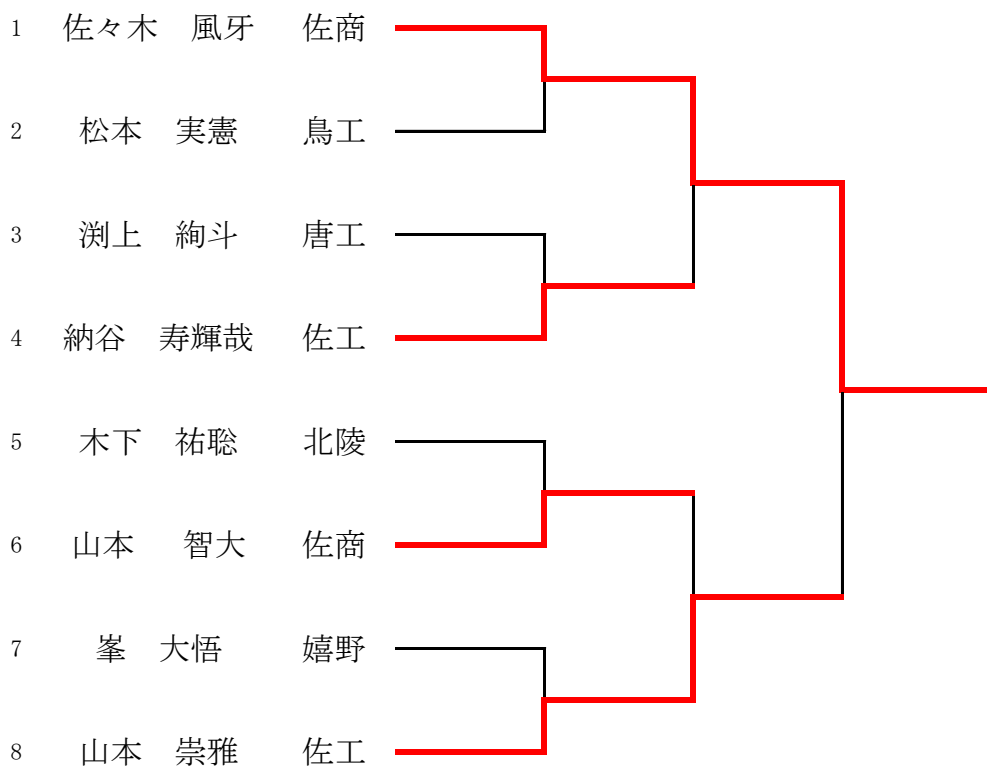 1 佐々木 風牙 佐商
2 松本 実憲 鳥工
3 渕上 絢斗 唐工
4 納谷 寿輝哉 佐工
5 木下 祐聡 北陵
6 山本 智大 佐商
7 峯 大悟 嬉野
8 山本 崇雅 佐工